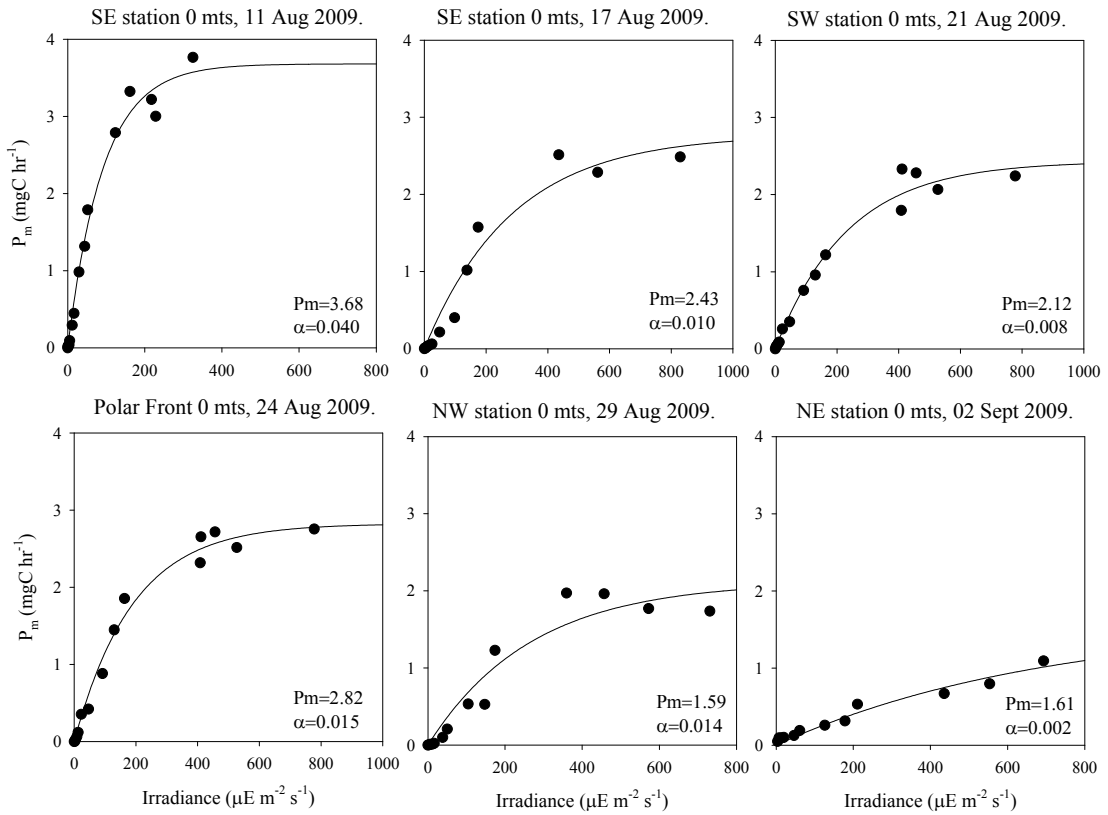 SE station 0 mts, 11 Aug 2009.
SE station 0 mts, 17 Aug 2009.
SW station 0 mts, 21 Aug 2009.
4
3
2
1
0
P_m (mgC hr^-1)
Pm=3.68
α=0.040
0 200 400 600 800
4
3
2
1
0
Pm=2.43
α=0.010
0 200 400 600 800 1000
4
3
2
1
0
Pm=2.12
α=0.008
0 200 400 600 800 1000
Polar Front 0 mts, 24 Aug 2009.
NW station 0 mts, 29 Aug 2009.
NE station 0 mts, 02 Sept 2009.
4
3
2
1
0
P_m (mgC hr^-1)
Pm=2.82
α=0.015
0 200 400 600 800 1000
Irradiance (μE m^-2 s^-1)
4
3
2
1
0
Pm=1.59
α=0.014
0 200 400 600 800
Irradiance (μE m^-2 s^-1)
4
3
2
1
0
Pm=1.61
α=0.002
0 200 400 600 800
Irradiance (μE m^-2 s^-1)